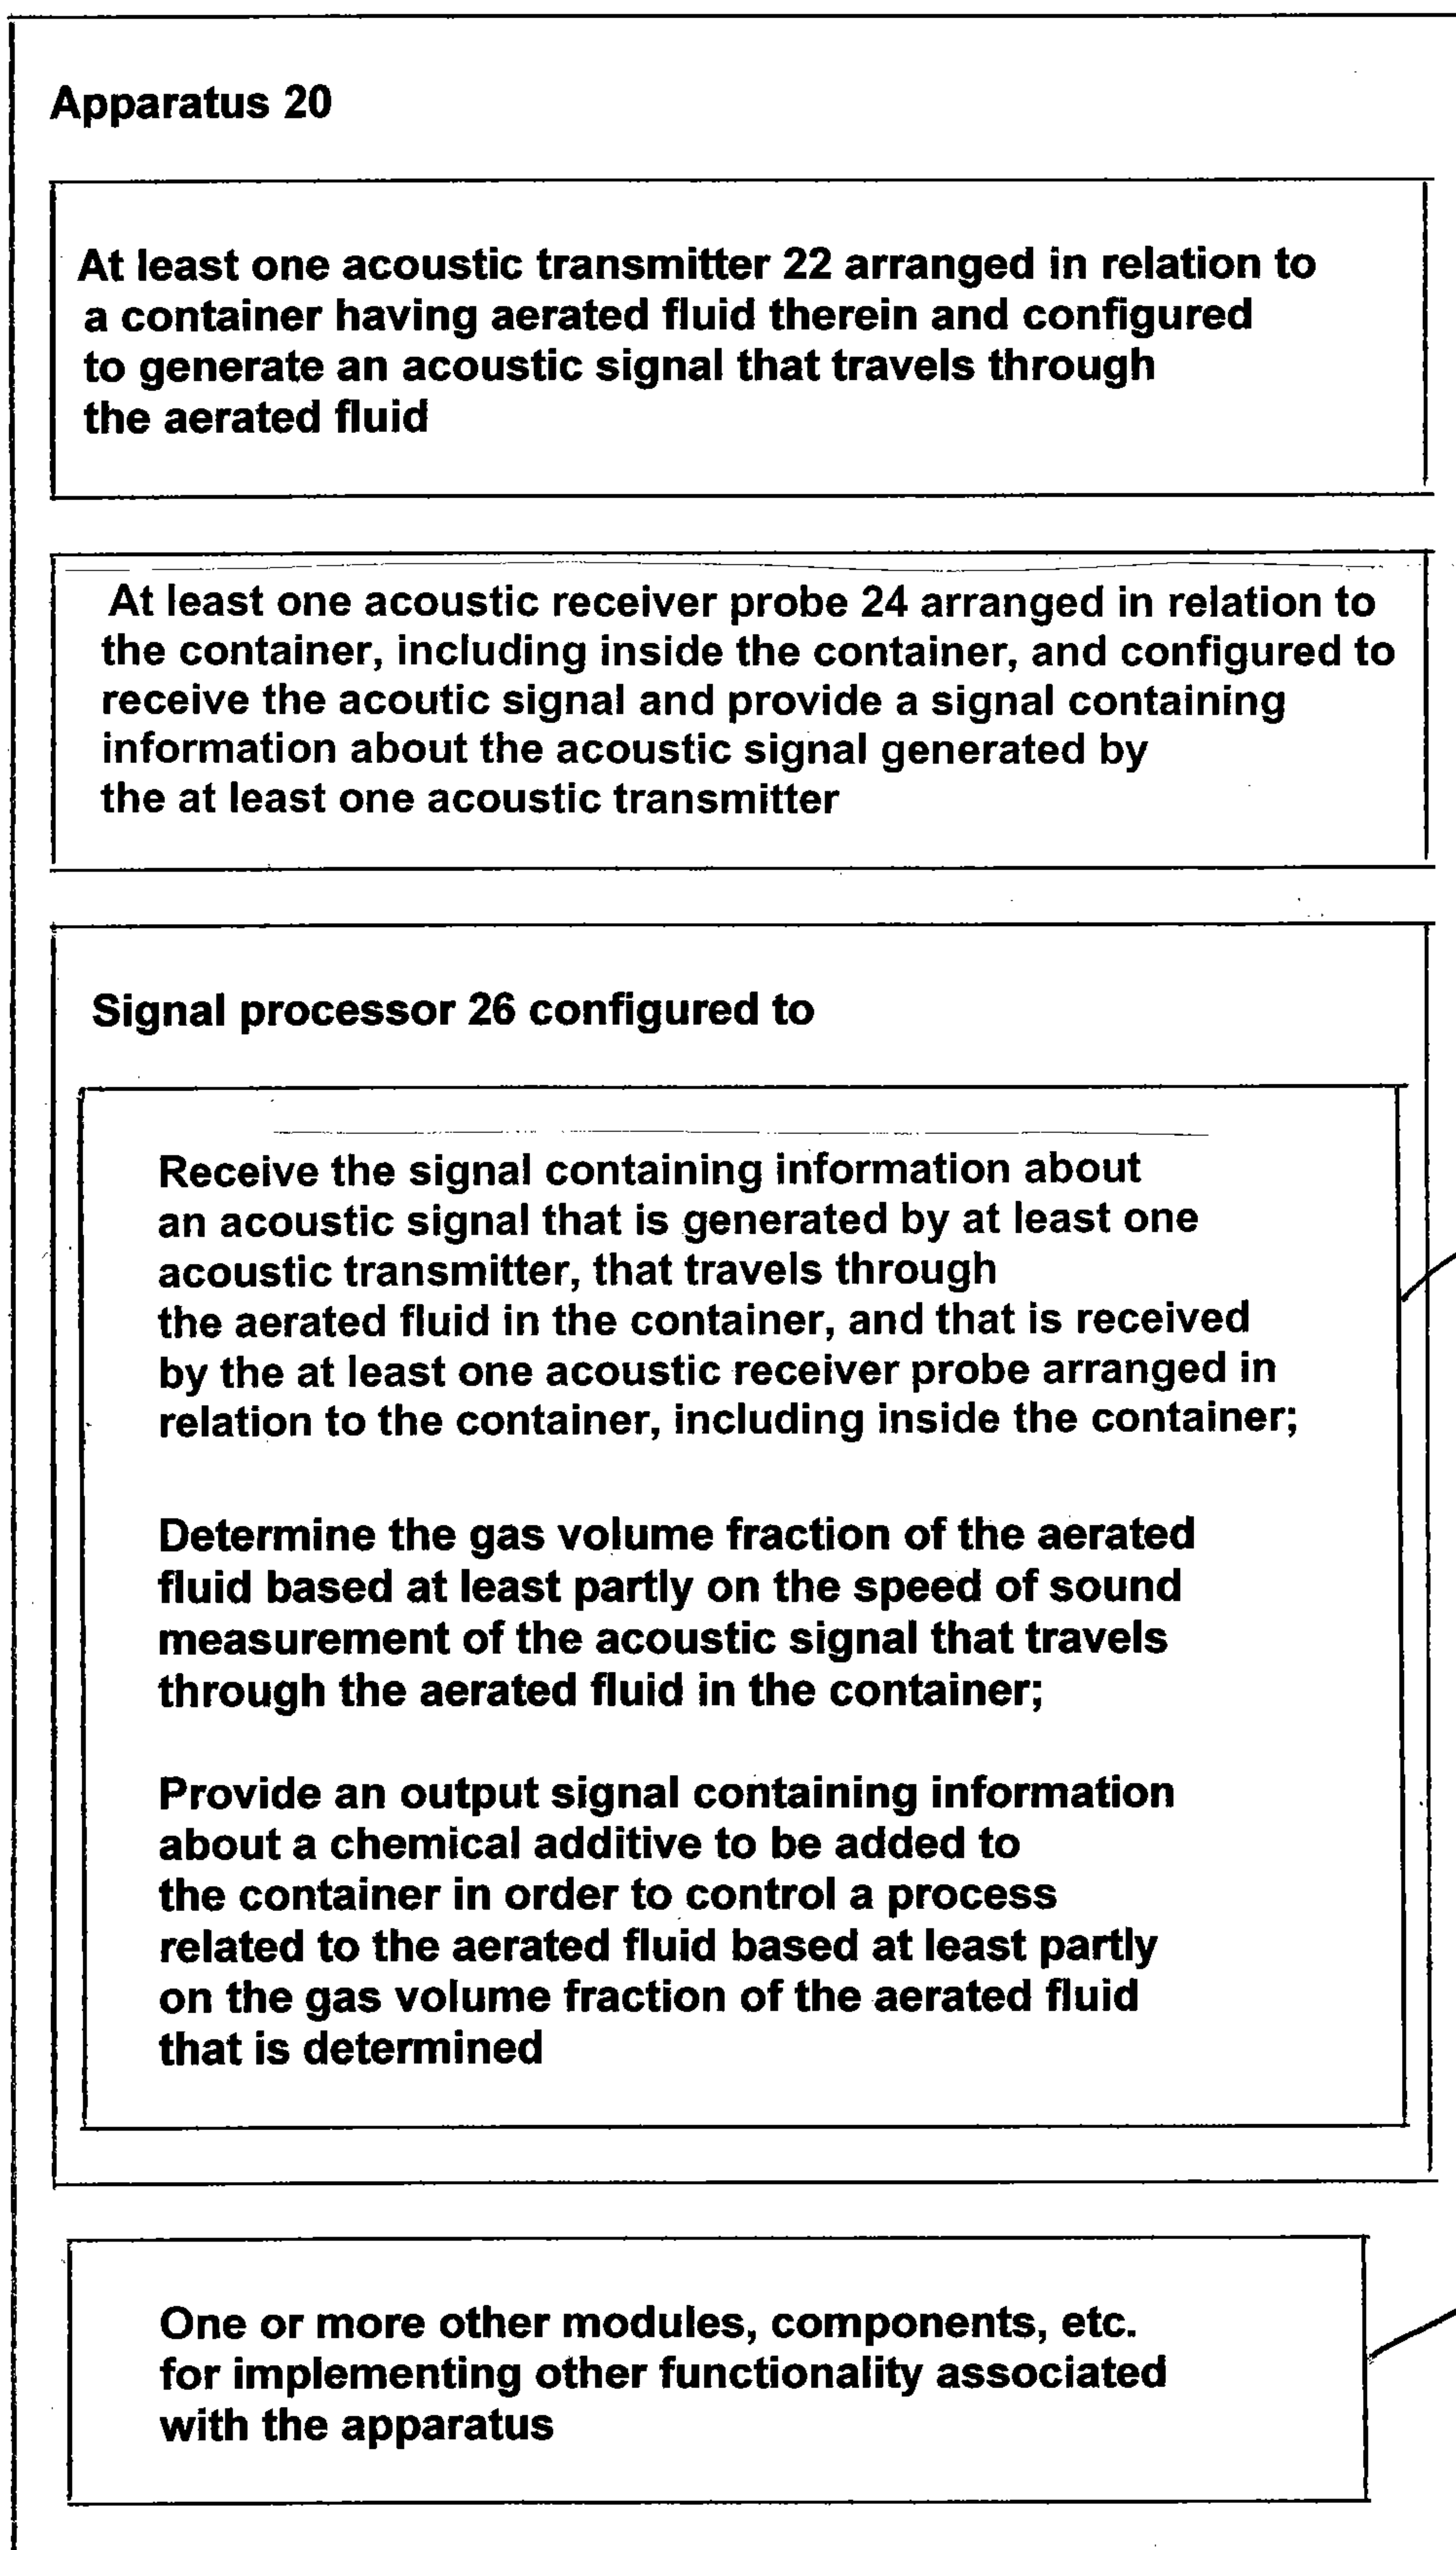 Apparatus 20
At least one acoustic transmitter 22 arranged in relation to
a container having aerated fluid therein and configured
to generate an acoustic signal that travels through
the aerated fluid
At least one acoustic receiver probe 24 arranged in relation to
the container, including inside the container, and configured to
receive the acoutic signal and provide a signal containing
information about the acoustic signal generated by
the at least one acoustic transmitter
Signal processor 26 configured to
Receive the signal containing information about
an acoustic signal that is generated by at least one
acoustic transmitter, that travels through
the aerated fluid in the container, and that is received
by the at least one acoustic receiver probe arranged in
relation to the container, including inside the container;
Determine the gas volume fraction of the aerated
fluid based at least partly on the speed of sound
measurement of the acoustic signal that travels
through the aerated fluid in the container;
Provide an output signal containing information
about a chemical additive to be added to
the container in order to control a process
related to the aerated fluid based at least partly
on the gas volume fraction of the aerated fluid
that is determined
One or more other modules, components, etc.
for implementing other functionality associated
with the apparatus